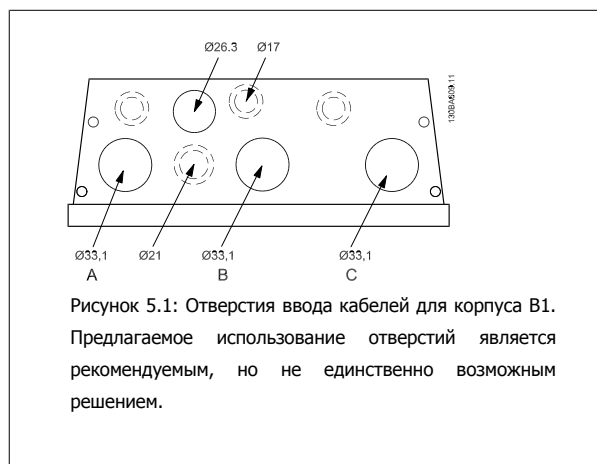 Ø26.3 Ø17
130BA609.11
Ø33,1 Ø21 Ø33,1 Ø33,1
A B C
Рисунок 5.1: Отверстия ввода кабелей для корпуса B1.
Предлагаемое использование отверстий является
рекомендуемым, но не единственно возможным
решением.